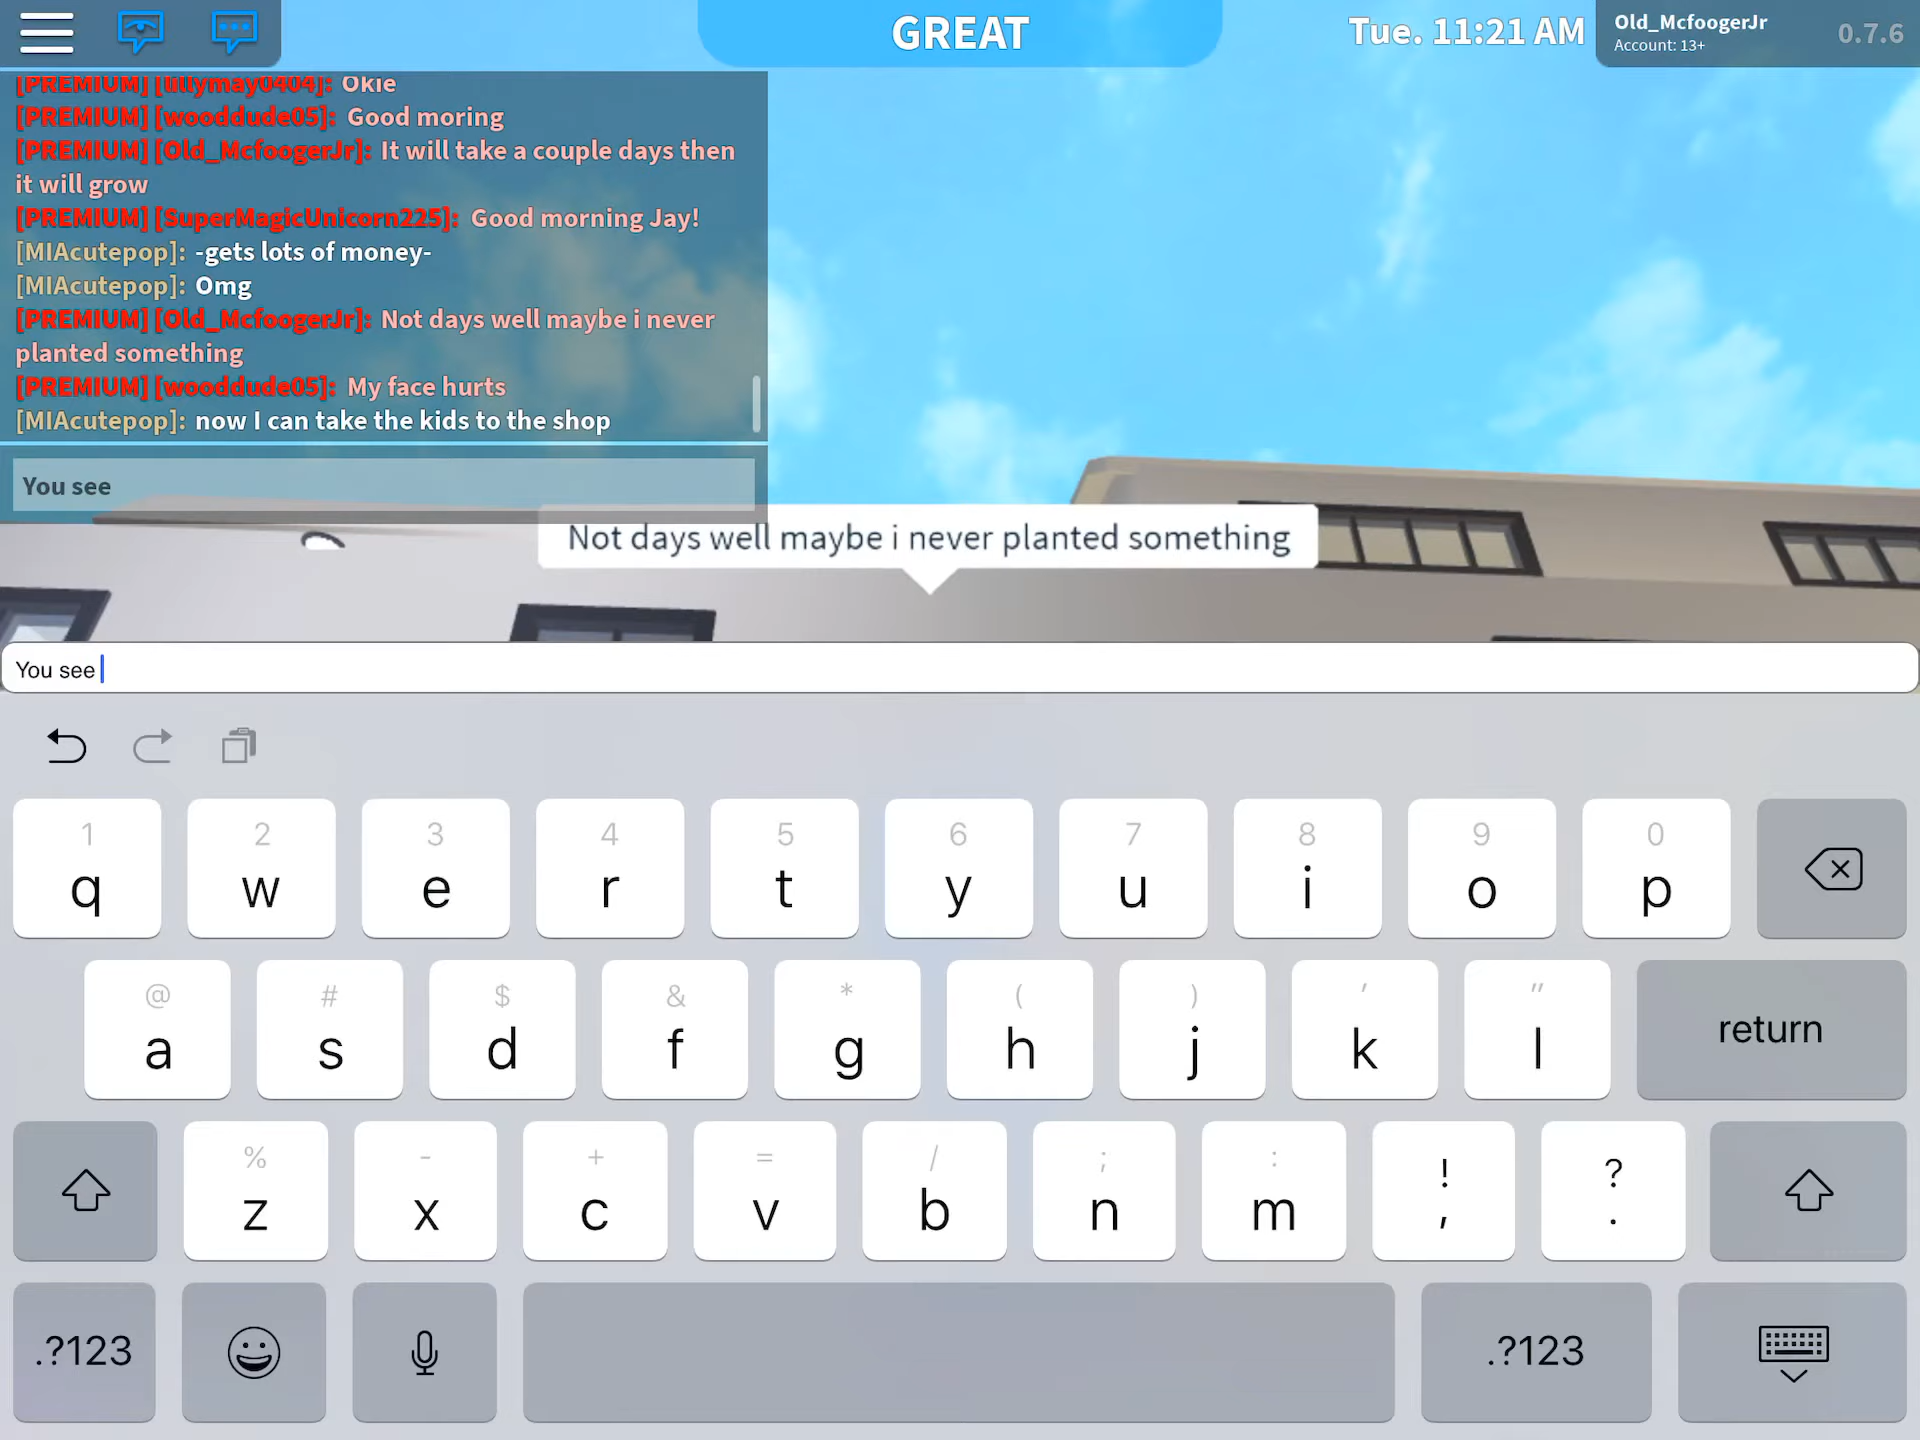 GREAT
Tue. 11:21 AM
Old_McfoogerJr
Account: 13+
0.7.6
[PREMIUM] [lillymay0404]: Okie
[PREMIUM] [wooddude05]: Good moring
[PREMIUM] [Old_McfoogerJr]: It will take a couple days then
it will grow
[PREMIUM] [SuperMagicUnicorn225]: Good morning Jay!
[MIAcutepop]: -gets lots of money-
[MIAcutepop]: Omg
[PREMIUM] [Old_McfoogerJr]: Not days well maybe i never
planted something
[PREMIUM] [wooddude05]: My face hurts
[MIAcutepop]: now I can take the kids to the shop
You see
Not days well maybe i never planted something
You see
1 2 3 4 5 6 7 8 9 0
q w e r t y u i o p
@ # $ & * ( ) ' "
a s d f g h j k l return
% - + = / ; : ! ?
z x c v b n m , .
.?123 .?123